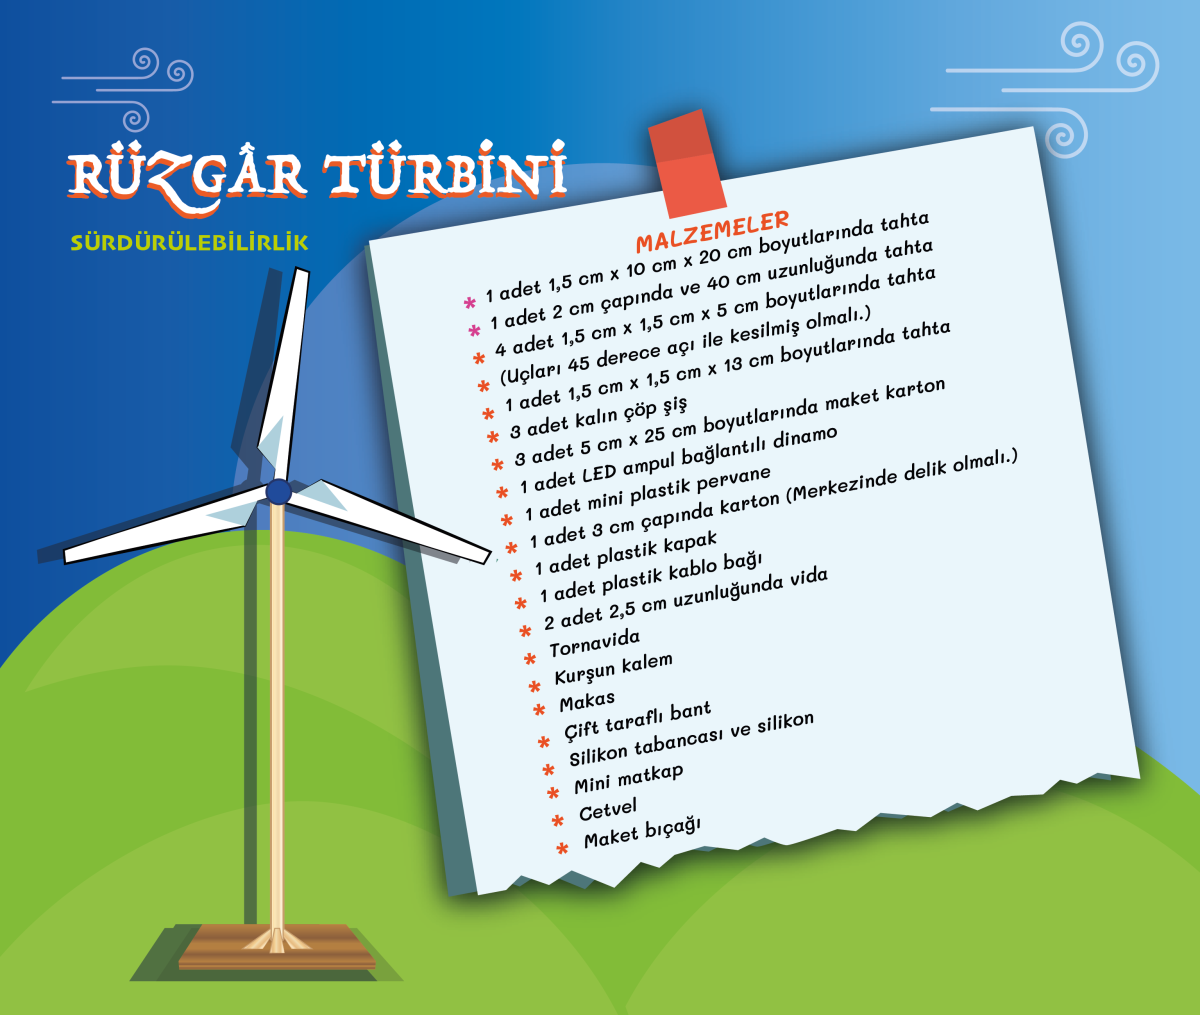 RÜZGÂR TÜRBİNİ
SÜRDÜRÜLEBİLİRLİK
MALZEMELER
* 1 adet 1,5 cm x 10 cm x 20 cm boyutlarında tahta
* 1 adet 2 cm çapında ve 40 cm uzunluğunda tahta
* 4 adet 1,5 cm x 1,5 cm x 5 cm boyutlarında tahta
* (Uçları 45 derece açı ile kesilmiş olmalı.)
* 1 adet 1,5 cm x 1,5 cm x 13 cm boyutlarında tahta
* 3 adet kalın çöp şiş
* 3 adet 5 cm x 25 cm boyutlarında maket karton
* 1 adet LED ampul bağlantılı dinamo
* 1 adet mini plastik pervane
* 1 adet 3 cm çapında karton (Merkezinde delik olmalı.)
* 1 adet plastik kapak
* 1 adet plastik kablo bağı
* 2 adet 2,5 cm uzunluğunda vida
* Tornavida
* Kurşun kalem
* Makas
* Çift taraflı bant
* Silikon tabancası ve silikon
* Mini matkap
* Cetvel
* Maket bıçağı